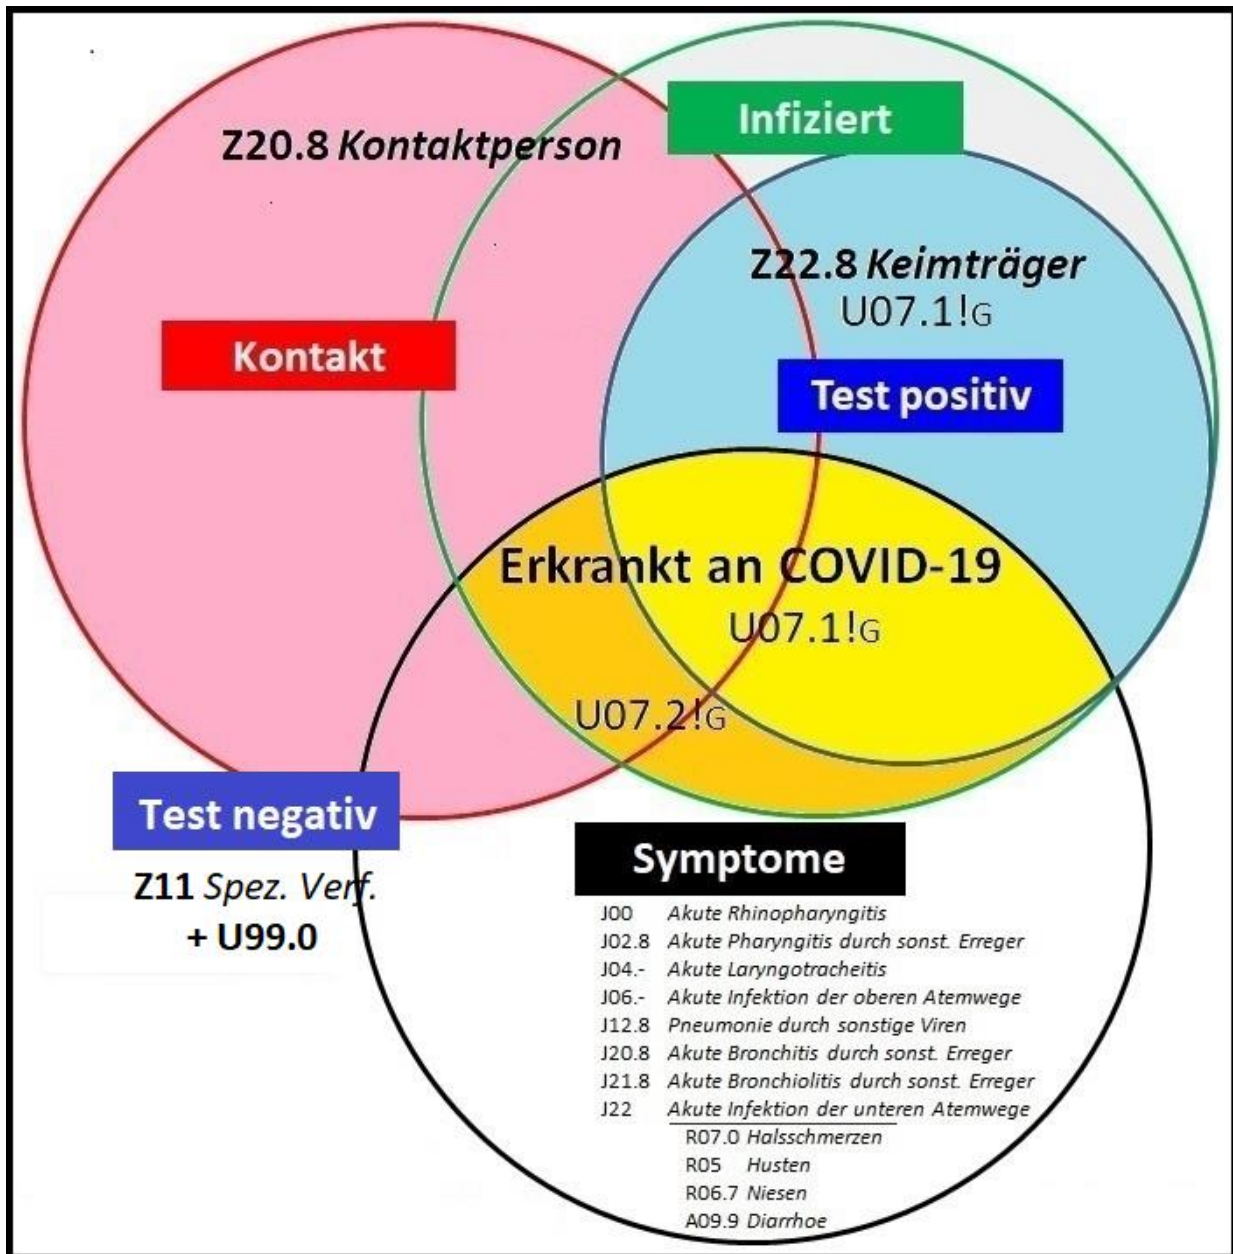 Infiziert
Z20.8 Kontaktperson
Z22.8 Keimträger
U07.1!G
Kontakt
Test positiv
Erkrankt an COVID-19
U07.1!G
U07.2!G
Test negativ
Z11 Spez. Verf.
+ U99.0
Symptome
J00 Akute Rhinopharyngitis
J02.8 Akute Pharyngitis durch sonst. Erreger
J04.- Akute Laryngotracheitis
J06.- Akute Infektion der oberen Atemwege
J12.8 Pneumonie durch sonstige Viren
J20.8 Akute Bronchitis durch sonst. Erreger
J21.8 Akute Bronchiolitis durch sonst. Erreger
J22 Akute Infektion der unteren Atemwege
R07.0 Halsschmerzen
R05 Husten
R06.7 Niesen
A09.9 Diarrhoe